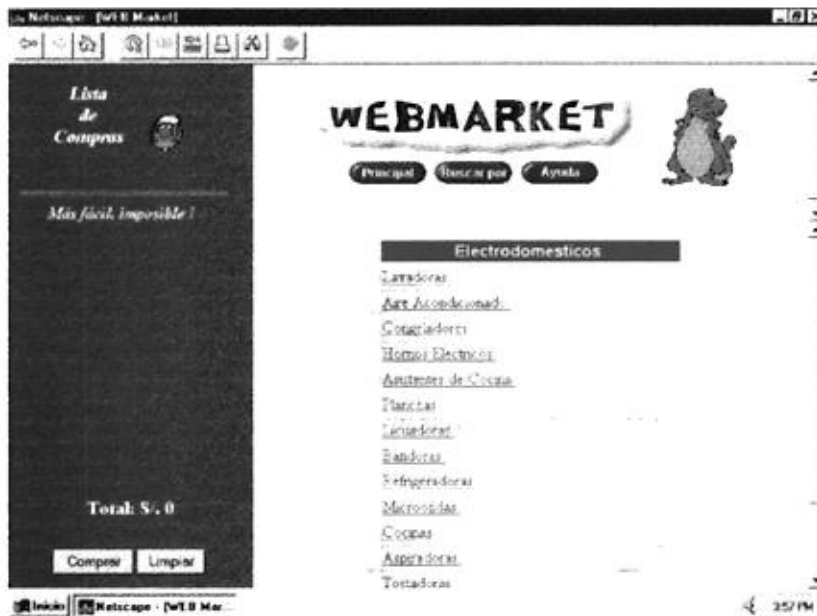 Netscape - [WEB Market]
Lista
de
Compras
Más fácil, imposible !
Total: S/. 0
Comprar Limpiar
WEBMARKET
Principal Buscar por Ayuda
Electrodomesticos
Lavadoras
Aire Acondicionado
Congeladores
Hornos Electricos
Asistentes de Cocina
Planchas
Licuadoras
Batidoras
Refrigeradoras
Microondas
Cocinas
Aspiradoras
Tostadoras
Inicio Netscape - [WEB Mar...
3:57 PM